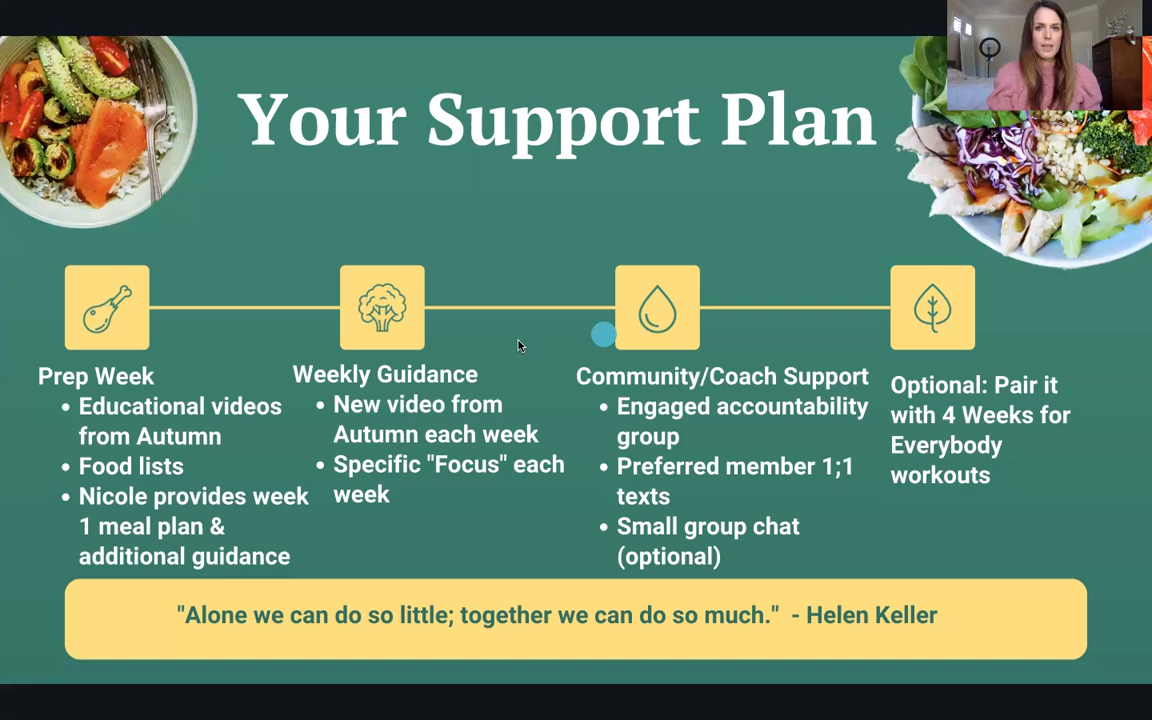 Your Support Plan
Prep Week
• Educational videos
from Autumn
• Food lists
• Nicole provides week
1 meal plan &
additional guidance
Weekly Guidance
• New video from
Autumn each week
• Specific "Focus" each
week
Community/Coach Support
• Engaged accountability
group
• Preferred member 1;1
texts
• Small group chat
(optional)
Optional: Pair it
with 4 Weeks for
Everybody
workouts
"Alone we can do so little; together we can do so much." - Helen Keller